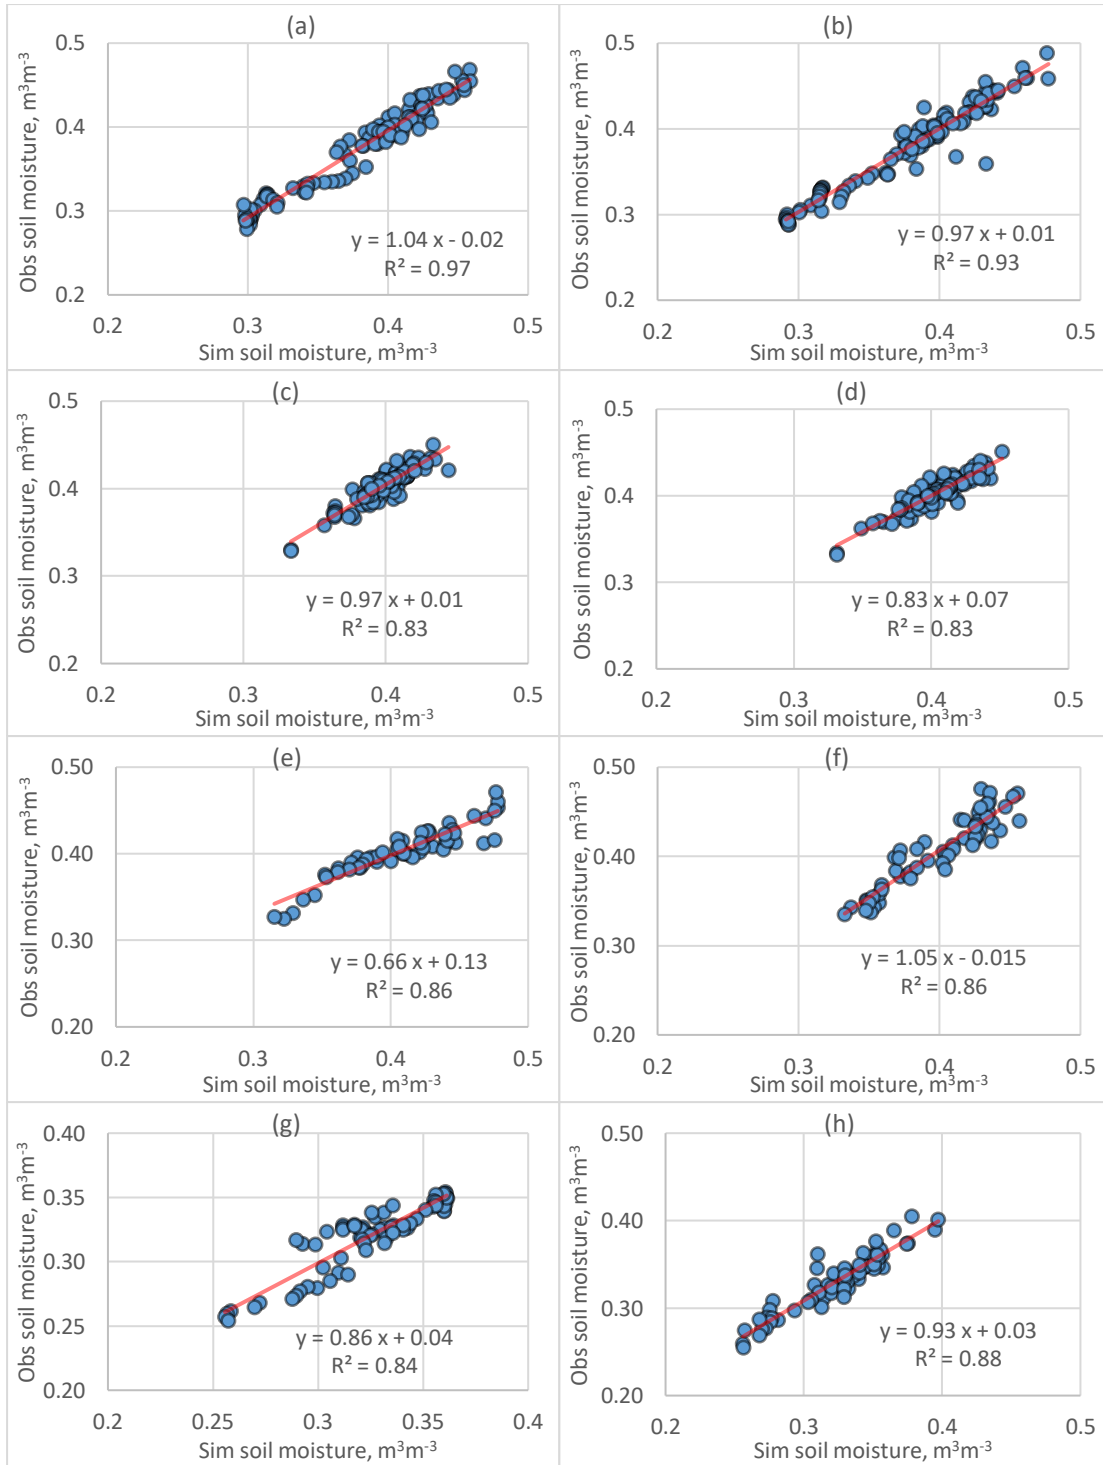 (a)
Obs soil moisture, m³m⁻³
0.5
0.4
0.3
0.2
y = 1.04 x - 0.02
R² = 0.97
0.2 0.3 0.4 0.5
Sim soil moisture, m³m⁻³
(b)
Obs soil moisture, m³m⁻³
0.5
0.4
0.3
0.2
y = 0.97 x + 0.01
R² = 0.93
0.2 0.3 0.4 0.5
Sim soil moisture, m³m⁻³
(c)
Obs soil moisture, m³m⁻³
0.5
0.4
0.3
0.2
y = 0.97 x + 0.01
R² = 0.83
0.2 0.3 0.4 0.5
Sim soil moisture, m³m⁻³
(d)
Obs soil moisture, m³m⁻³
0.5
0.4
0.3
0.2
y = 0.83 x + 0.07
R² = 0.83
0.2 0.3 0.4 0.5
Sim soil moisture, m³m⁻³
(e)
Obs soil moisture, m³m⁻³
0.50
0.40
0.30
0.20
y = 0.66 x + 0.13
R² = 0.86
0.2 0.3 0.4 0.5
Sim soil moisture, m³m⁻³
(f)
Obs soil moisture, m³m⁻³
0.50
0.40
0.30
0.20
y = 1.05 x - 0.015
R² = 0.86
0.2 0.3 0.4 0.5
Sim soil moisture, m³m⁻³
(g)
Obs soil moisture, m³m⁻³
0.40
0.35
0.30
0.25
0.20
y = 0.86 x + 0.04
R² = 0.84
0.2 0.25 0.3 0.35 0.4
Sim soil moisture, m³m⁻³
(h)
Obs soil moisture, m³m⁻³
0.50
0.40
0.30
0.20
y = 0.93 x + 0.03
R² = 0.88
0.2 0.3 0.4 0.5
Sim soil moisture, m³m⁻³